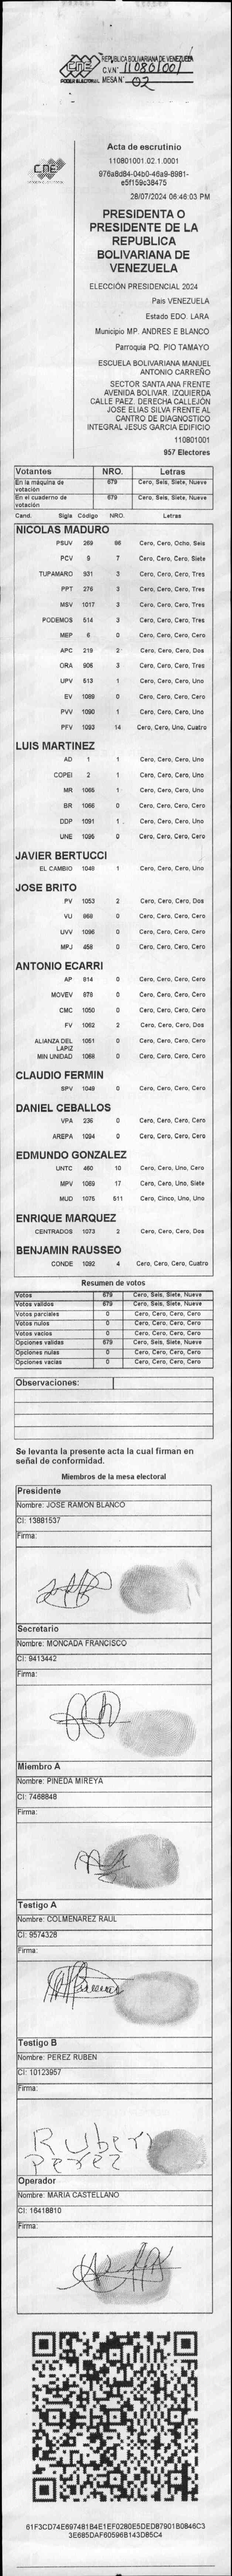 REPUBLICA BOLIVARIANA DE VENEZUELA
C.V.N° 110801001
MESA N° 02
CNE
PODER ELECTORAL
Acta de escrutinio
110801001.02.1.0001
976a8d84-04b0-46a9-8981-
e5f159c38475
28/07/2024 06:46:03 PM
PRESIDENTA O
PRESIDENTE DE LA
REPUBLICA
BOLIVARIANA DE
VENEZUELA
ELECCIÓN PRESIDENCIAL 2024
Pais VENEZUELA
Estado EDO. LARA
Municipio MP. ANDRES E BLANCO
Parroquia PQ. PIO TAMAYO
ESCUELA BOLIVARIANA MANUEL
ANTONIO CARREÑO
SECTOR SANTA ANA FRENTE
AVENIDA BOLIVAR. IZQUIERDA
CALLE PAEZ. DERECHA CALLEJÓN
JOSE ELIAS SILVA FRENTE AL
CANTRO DE DIAGNOSTICO
INTEGRAL JESUS GARCIA EDIFICIO
110801001
957 Electores
Votantes NRO. Letras
En la máquina de votación 679 Cero, Seis, Siete, Nueve
En el cuaderno de votación 679 Cero, Seis, Siete, Nueve
Cand. Sigla Código NRO. Letras
NICOLAS MADURO
PSUV 269 86 Cero, Cero, Ocho, Seis
PCV 9 7 Cero, Cero, Cero, Siete
TUPAMARO 931 3 Cero, Cero, Cero, Tres
PPT 276 3 Cero, Cero, Cero, Tres
MSV 1017 3 Cero, Cero, Cero, Tres
PODEMOS 514 3 Cero, Cero, Cero, Tres
MEP 6 0 Cero, Cero, Cero, Cero
APC 219 2 Cero, Cero, Cero, Dos
ORA 906 3 Cero, Cero, Cero, Tres
UPV 513 1 Cero, Cero, Cero, Uno
EV 1089 0 Cero, Cero, Cero, Cero
PVV 1090 1 Cero, Cero, Cero, Uno
PFV 1093 14 Cero, Cero, Uno, Cuatro
LUIS MARTINEZ
AD 1 1 Cero, Cero, Cero, Uno
COPEI 2 1 Cero, Cero, Cero, Uno
MR 1065 1 Cero, Cero, Cero, Uno
BR 1066 0 Cero, Cero, Cero, Cero
DDP 1091 1 Cero, Cero, Cero, Uno
UNE 1095 0 Cero, Cero, Cero, Cero
JAVIER BERTUCCI
EL CAMBIO 1048 1 Cero, Cero, Cero, Uno
JOSE BRITO
PV 1053 2 Cero, Cero, Cero, Dos
VU 868 0 Cero, Cero, Cero, Cero
UVV 1096 0 Cero, Cero, Cero, Cero
MPJ 458 0 Cero, Cero, Cero, Cero
ANTONIO ECARRI
AP 814 0 Cero, Cero, Cero, Cero
MOVEV 978 0 Cero, Cero, Cero, Cero
CMC 1050 0 Cero, Cero, Cero, Cero
FV 1062 2 Cero, Cero, Cero, Dos
ALIANZA DEL LAPIZ 1051 0 Cero, Cero, Cero, Cero
MIN UNIDAD 1068 0 Cero, Cero, Cero, Cero
CLAUDIO FERMIN
SPV 1049 0 Cero, Cero, Cero, Cero
DANIEL CEBALLOS
VPA 236 0 Cero, Cero, Cero, Cero
AREPA 1094 0 Cero, Cero, Cero, Cero
EDMUNDO GONZALEZ
UNTC 460 10 Cero, Cero, Uno, Cero
MPV 1069 17 Cero, Cero, Uno, Siete
MUD 1075 511 Cero, Cinco, Uno, Uno
ENRIQUE MARQUEZ
CENTRADOS 1073 2 Cero, Cero, Cero, Dos
BENJAMIN RAUSSEO
CONDE 1092 4 Cero, Cero, Cero, Cuatro
Resumen de votos
Votos 679 Cero, Seis, Siete, Nueve
Votos validos 679 Cero, Seis, Siete, Nueve
Votos parciales 0 Cero, Cero, Cero, Cero
Votos nulos 0 Cero, Cero, Cero, Cero
Votos vacios 0 Cero, Cero, Cero, Cero
Opciones validas 679 Cero, Seis, Siete, Nueve
Opciones nulas 0 Cero, Cero, Cero, Cero
Opciones vacias 0 Cero, Cero, Cero, Cero
Observaciones:
Se levanta la presente acta la cual firman en
señal de conformidad.
Miembros de la mesa electoral
Presidente
Nombre: JOSE RAMON BLANCO
CI: 13881537
Firma:
Secretario
Nombre: MONCADA FRANCISCO
CI: 9413442
Firma:
Miembro A
Nombre: PINEDA MIREYA
CI: 7468848
Firma:
Testigo A
Nombre: COLMENAREZ RAUL
CI: 9574328
Firma:
Testigo B
Nombre: PEREZ RUBEN
CI: 10123957
Firma:
Ruben
Perez
Operador
Nombre: MARIA CASTELLANO
CI: 16418810
Firma:
61F3CD74E697481B4E1EF0280E5DED87901B0846C3
3E685DAF60596B143D85C4